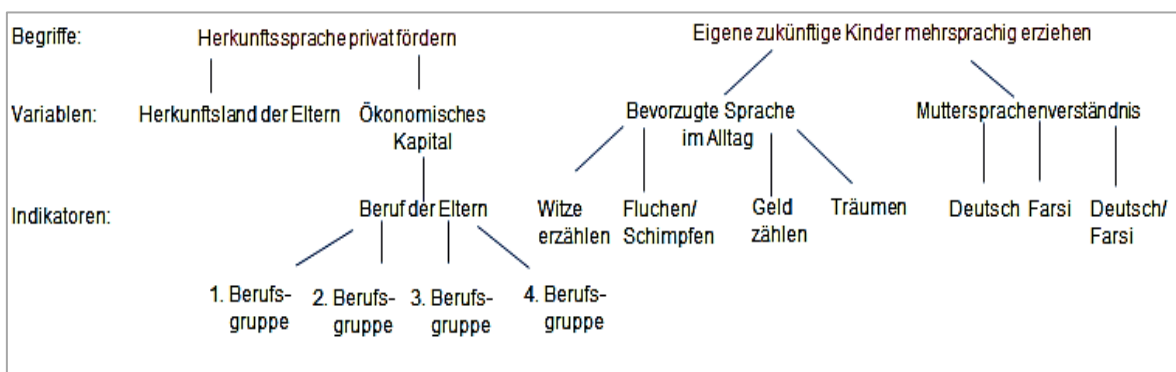 Begriffe:
Herkunftssprache privat fördern
Eigene zukünftige Kinder mehrsprachig erziehen
Variablen:
Herkunftsland der Eltern
Ökonomisches
Kapital
Bevorzugte Sprache
im Alltag
Muttersprachenverständnis
Indikatoren:
Beruf der Eltern
Witze
erzählen
Fluchen/
Schimpfen
Geld
zählen
Träumen
Deutsch
Farsi
Deutsch/
Farsi
1. Berufs-
gruppe
2. Berufs-
gruppe
3. Berufs-
gruppe
4. Berufs-
gruppe